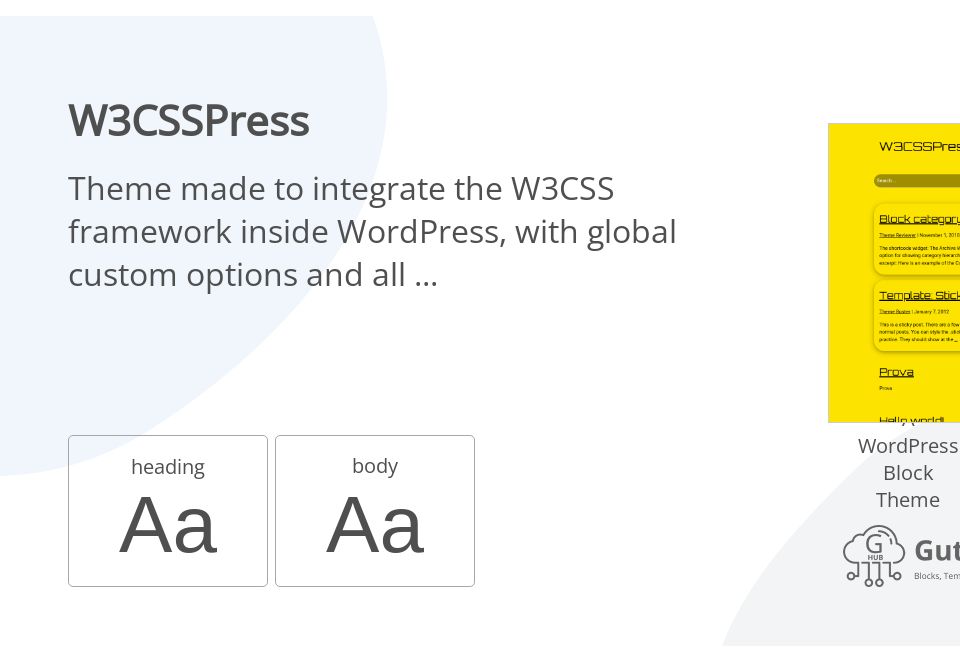 W3CSSPress
Theme made to integrate the W3CSS
framework inside WordPress, with global
custom options and all ...
heading
Aa
body
Aa
W3CSSPres
Search...
Block category
Theme Reviewer | November 1, 2018
The shortcode widget: The Archive W
option for showing category hierarch
excerpt: Here is an example of the Ca
Template: Stick
Theme Buster | January 7, 2012
This is a sticky post. There are a few
normal posts. You can style the .stic
practice. They should show at the
Prova
Prova
Hello world!
WordPress
Block
Theme
G
HUB
Gut
Blocks, Tem